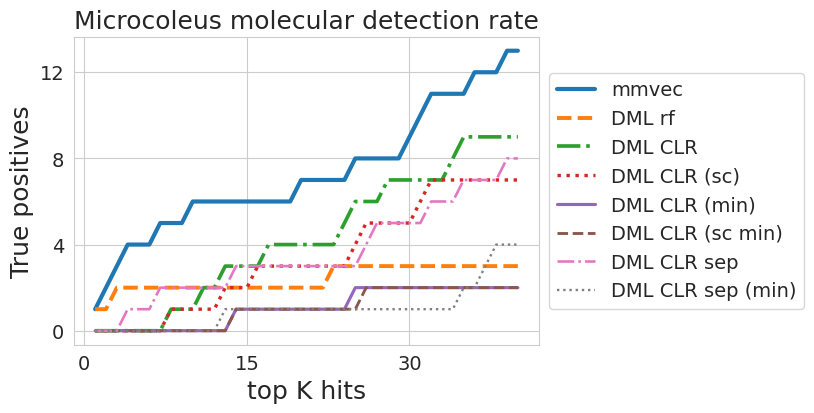 Microcoleus molecular detection rate
True positives
12
8
4
0
0
15
30
top K hits
mmvec
DML rf
DML CLR
DML CLR (sc)
DML CLR (min)
DML CLR (sc min)
DML CLR sep
DML CLR sep (min)